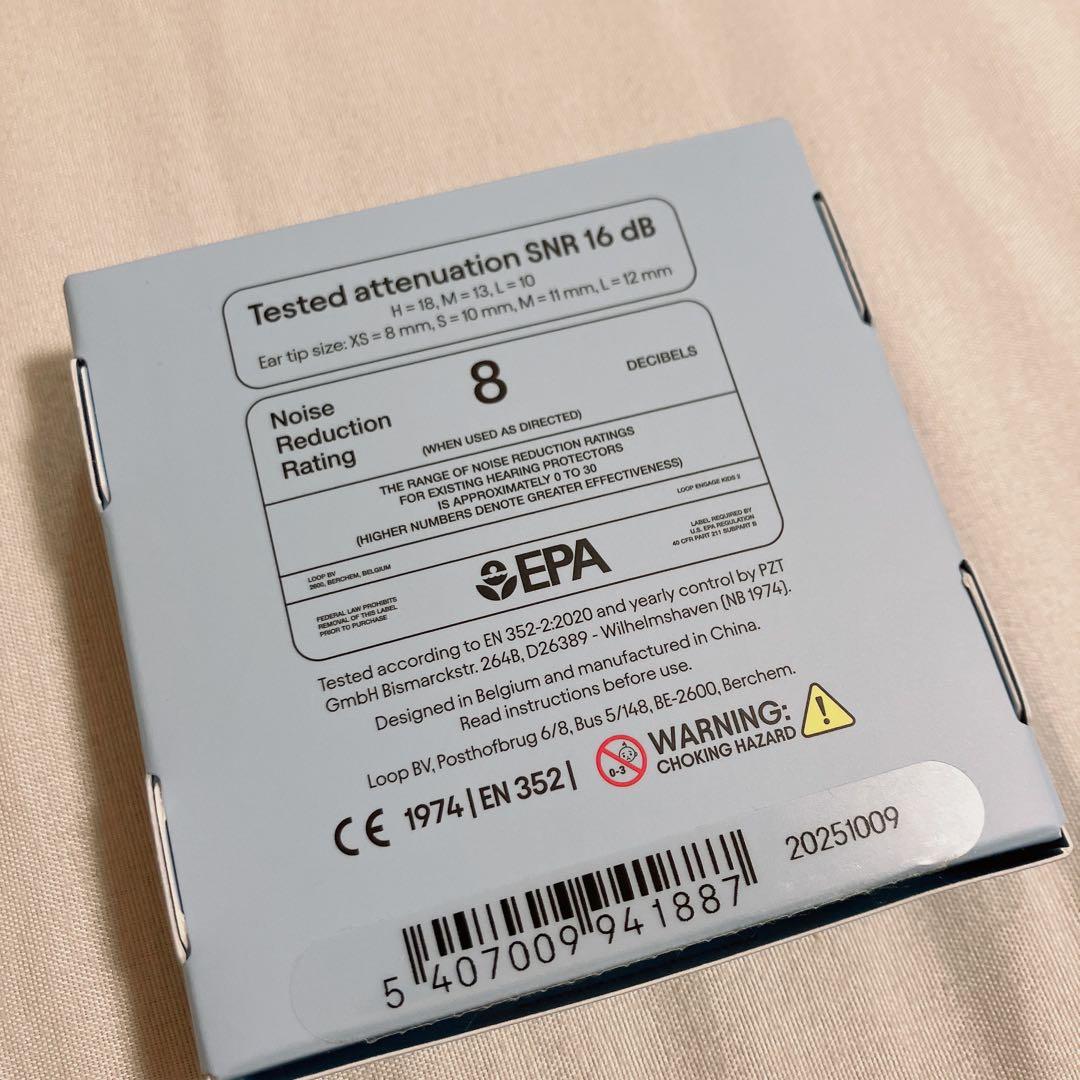 Tested attenuation SNR 16 dB
H = 18, M = 13, L = 10
Ear tip size: XS = 8 mm, S = 10 mm, M = 11 mm, L = 12 mm
Noise
Reduction
Rating
8
DECIBELS
(WHEN USED AS DIRECTED)
THE RANGE OF NOISE REDUCTION RATINGS
FOR EXISTING HEARING PROTECTORS
IS APPROXIMATELY 0 TO 30
(HIGHER NUMBERS DENOTE GREATER EFFECTIVENESS)
LOOP BV
2600, BERCHEM, BELGIUM
LOOP ENGAGE KIDS 2
FEDERAL LAW PROHIBITS
REMOVAL OF THIS LABEL
PRIOR TO PURCHASE
EPA
LABEL REQUIRED BY
U.S. EPA REGULATION
40 CFR PART 211 SUBPART B
Tested according to EN 352-2:2020 and yearly control by PZT
GmbH Bismarckstr. 264B, D26389 - Wilhelmshaven (NB 1974).
Designed in Belgium and manufactured in China.
Read instructions before use.
Loop BV, Posthofbrug 6/8, Bus 5/148, BE-2600, Berchem.
CE 1974 | EN 352 |
0-3
WARNING:
CHOKING HAZARD
20251009
5 407009 941887